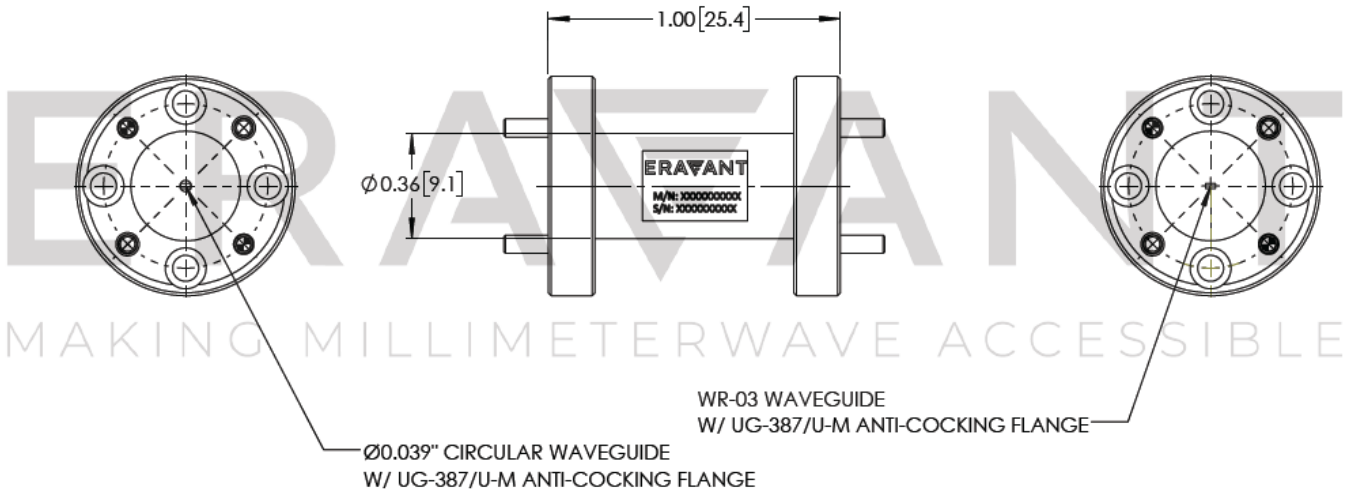 1.00[25.4]
ERAVANT
Ø0.36[9.1]
ERAVANT
M/N: XXXXXXXXXX
S/N: XXXXXXXXXX
MAKING MILLIMETERWAVE ACCESSIBLE
WR-03 WAVEGUIDE
W/ UG-387/U-M ANTI-COCKING FLANGE
Ø0.039" CIRCULAR WAVEGUIDE
W/ UG-387/U-M ANTI-COCKING FLANGE